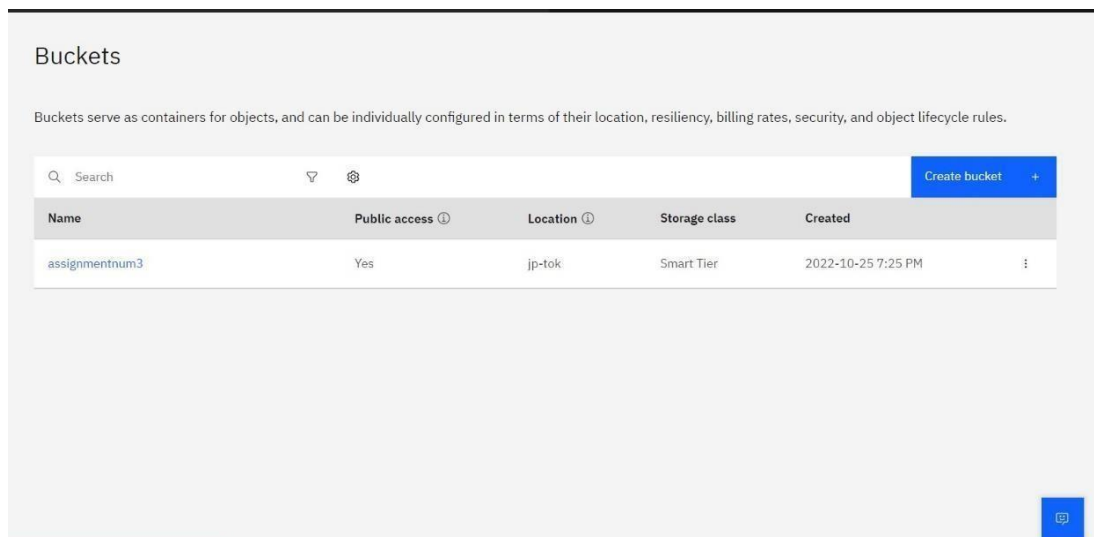 Buckets
Buckets serve as containers for objects, and can be individually configured in terms of their location, resiliency, billing rates, security, and object lifecycle rules.
Search
Create bucket +
Name Public access Location Storage class Created
assignmentnum3 Yes jp-tok Smart Tier 2022-10-25 7:25 PM